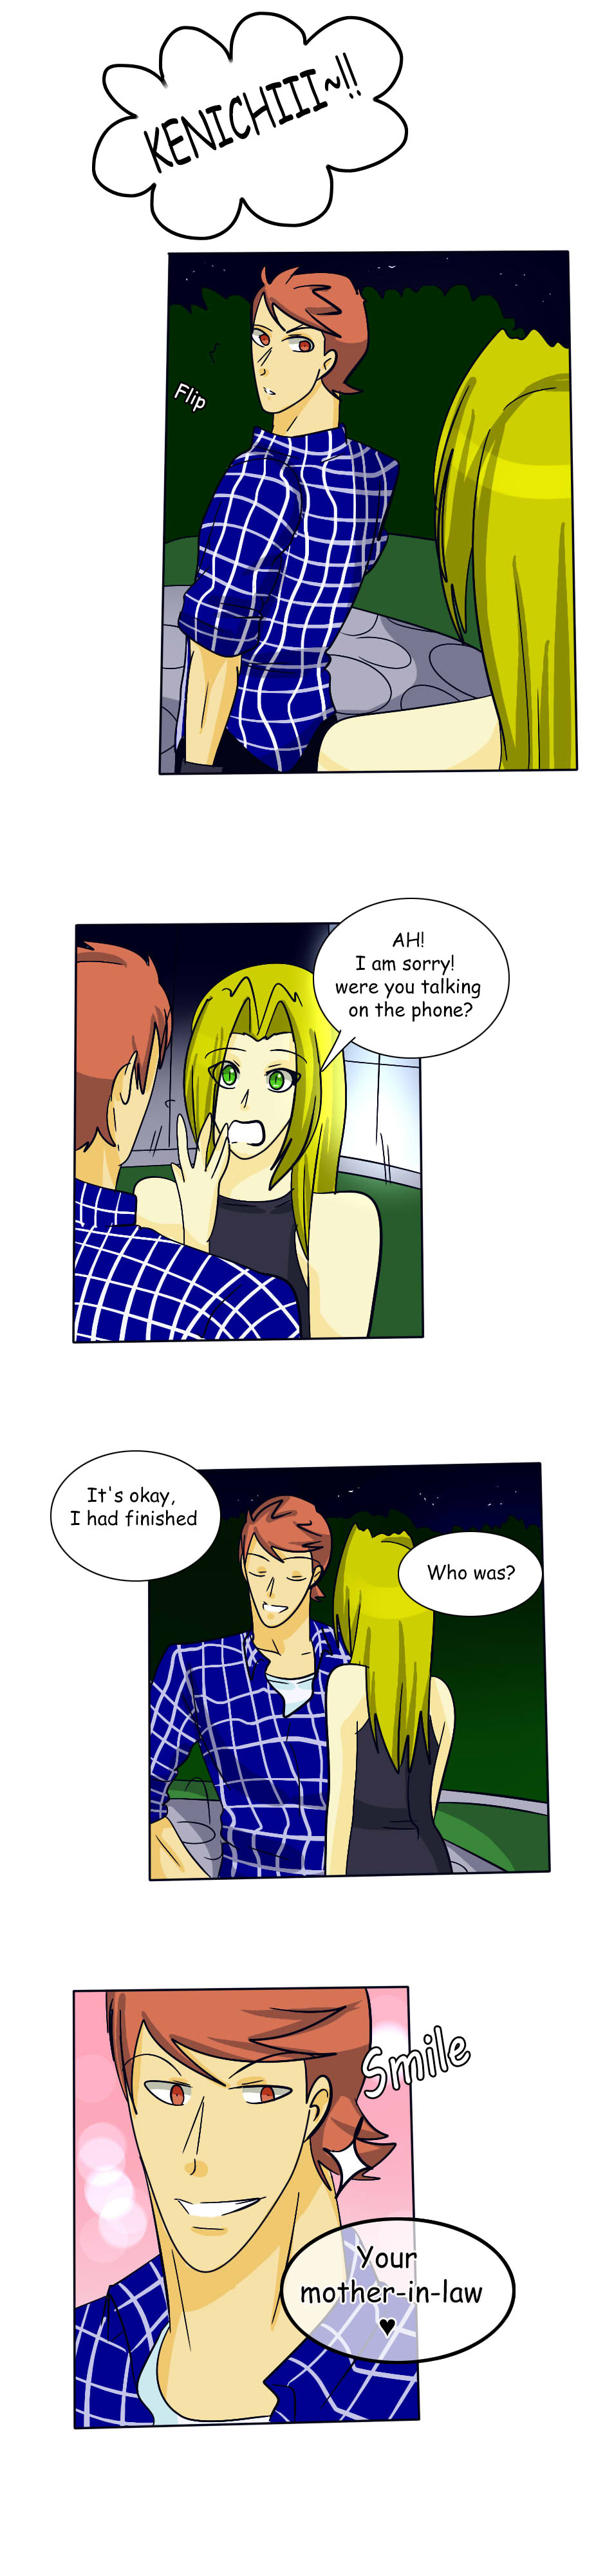 KENICHIII~!!
Flip
AH!
I am sorry!
were you talking
on the phone?
It's okay,
I had finished
Who was?
Smile
Your
mother-in-law
♥